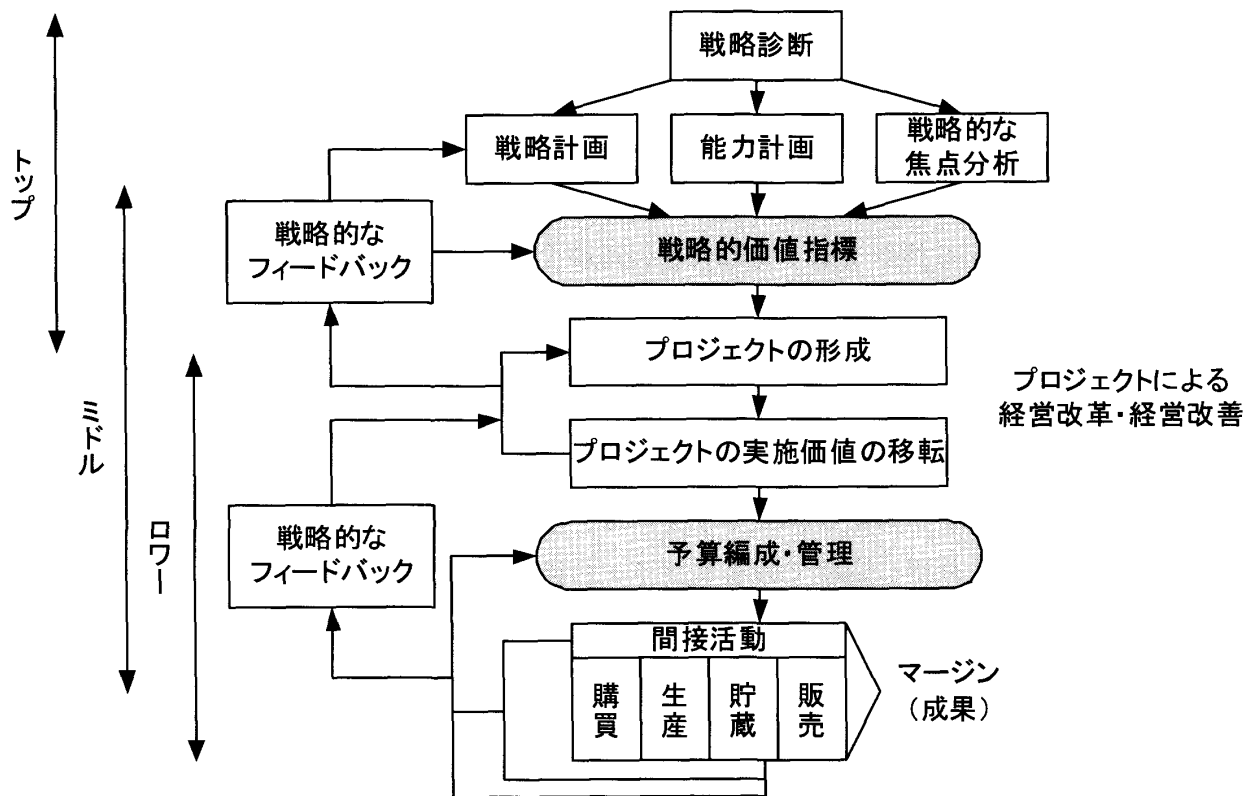 戦略診断
戦略計画
能力計画
戦略的な
焦点分析
トップ
戦略的な
フィードバック
戦略的価値指標
プロジェクトの形成
プロジェクトによる
経営改革・経営改善
ミドル
プロジェクトの実施価値の移転
ロワー
戦略的な
フィードバック
予算編成・管理
間接活動
購買
生産
貯蔵
販売
マージン
(成果)